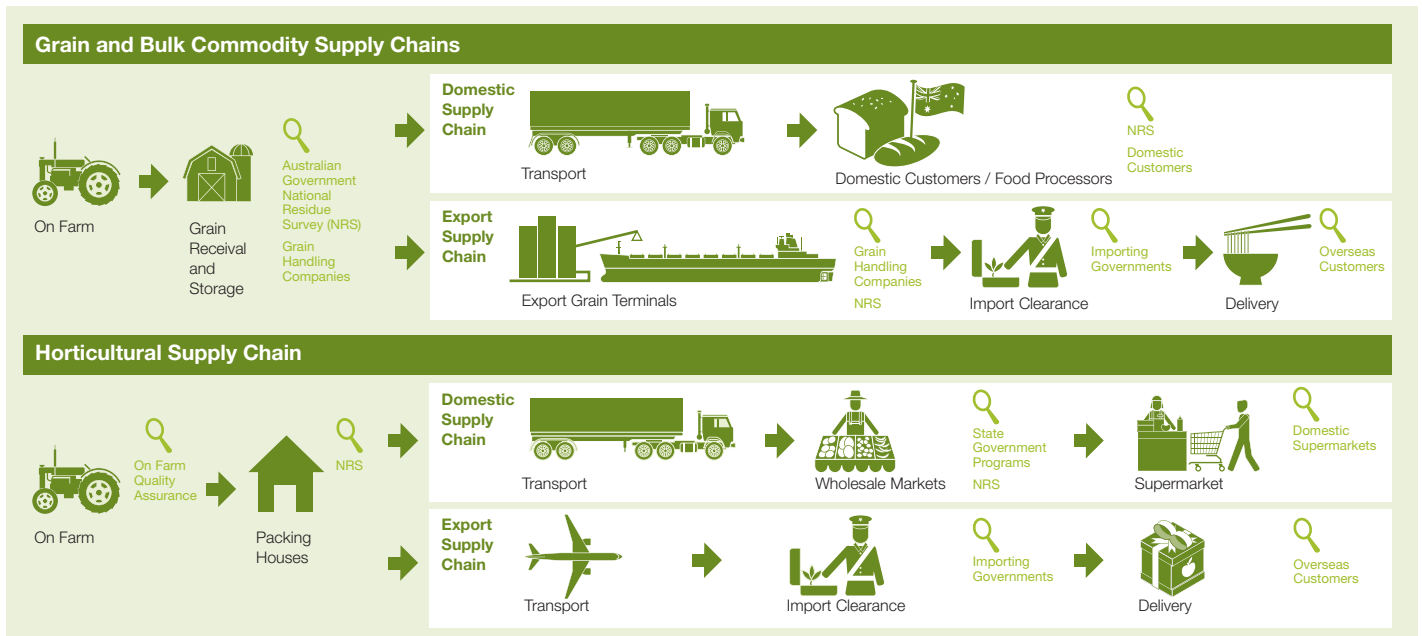 Grain and Bulk Commodity Supply Chains
On Farm
Grain
Receival
and
Storage
Australian
Government
National
Residue
Survey (NRS)
Grain
Handling
Companies
Domestic
Supply
Chain
Transport
Domestic Customers / Food Processors
NRS
Domestic
Customers
Export
Supply
Chain
Export Grain Terminals
Grain
Handling
Companies
NRS
Import Clearance
Importing
Governments
Delivery
Overseas
Customers
Horticultural Supply Chain
On Farm
On Farm
Quality
Assurance
Packing
Houses
NRS
Domestic
Supply
Chain
Transport
Wholesale Markets
State
Government
Programs
NRS
Supermarket
Domestic
Supermarkets
Export
Supply
Chain
Transport
Import Clearance
Importing
Governments
Delivery
Overseas
Customers